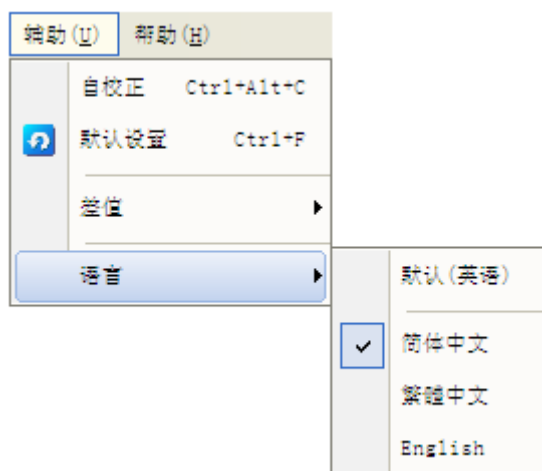 辅助(U) 帮助(H)
自校正 Ctrl+Alt+C
默认设置 Ctrl+F
差值
语言
默认(英语)
简体中文
繁體中文
English